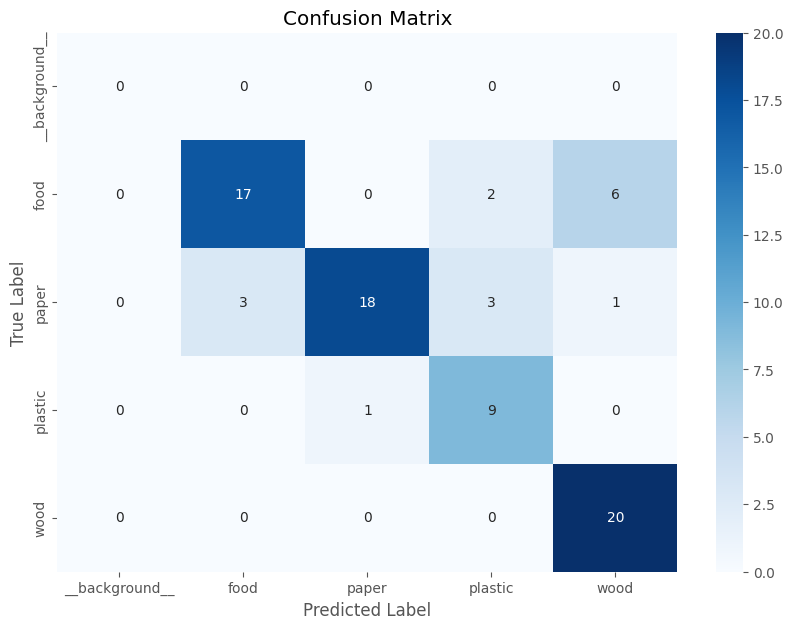 Confusion Matrix
True Label
__background__ 0 0 0 0 0
food 0 17 0 2 6
paper 0 3 18 3 1
plastic 0 0 1 9 0
wood 0 0 0 0 20
__background__ food paper plastic wood
Predicted Label
20.0
17.5
15.0
12.5
10.0
7.5
5.0
2.5
0.0